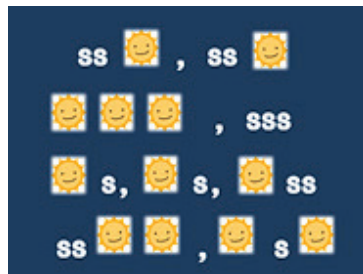 ss 🌞 , ss 🌞
🌞 🌞 🌞 , sss
🌞 s, 🌞 s, 🌞 ss
ss 🌞 🌞 , 🌞 s 🌞